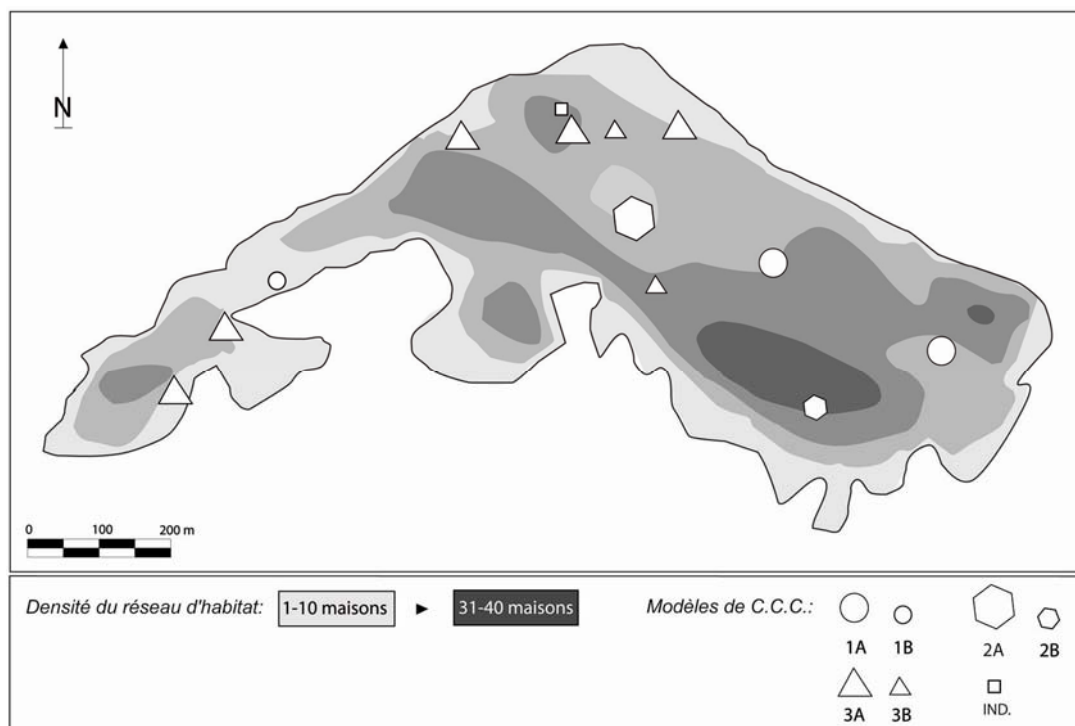 N
0 100 200 m
Densité du réseau d'habitat: 1-10 maisons ► 31-40 maisons Modèles de C.C.C.:
1A 1B 2A 2B
3A 3B IND.